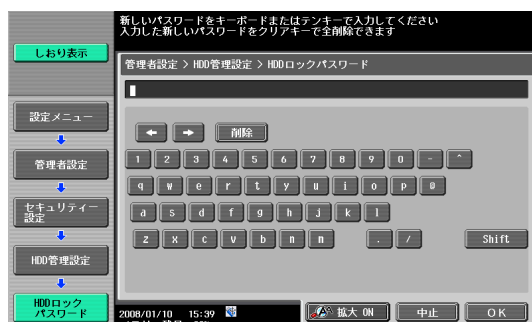 新しいパスワードをキーボードまたはテンキーで入力してください
入力した新しいパスワードをクリアキーで全削除できます
しおり表示
管理者設定 > HDD管理設定 > HDDロックパスワード
設定メニュー
管理者設定
セキュリティー
設定
HDD管理設定
HDDロック
パスワード
← → 削除
1 2 3 4 5 6 7 8 9 0 - ^
q w e r t y u i o p @
a s d f g h j k l
z x c v b n m . / Shift
2008/01/10 15:39
拡大 ON 中止 OK